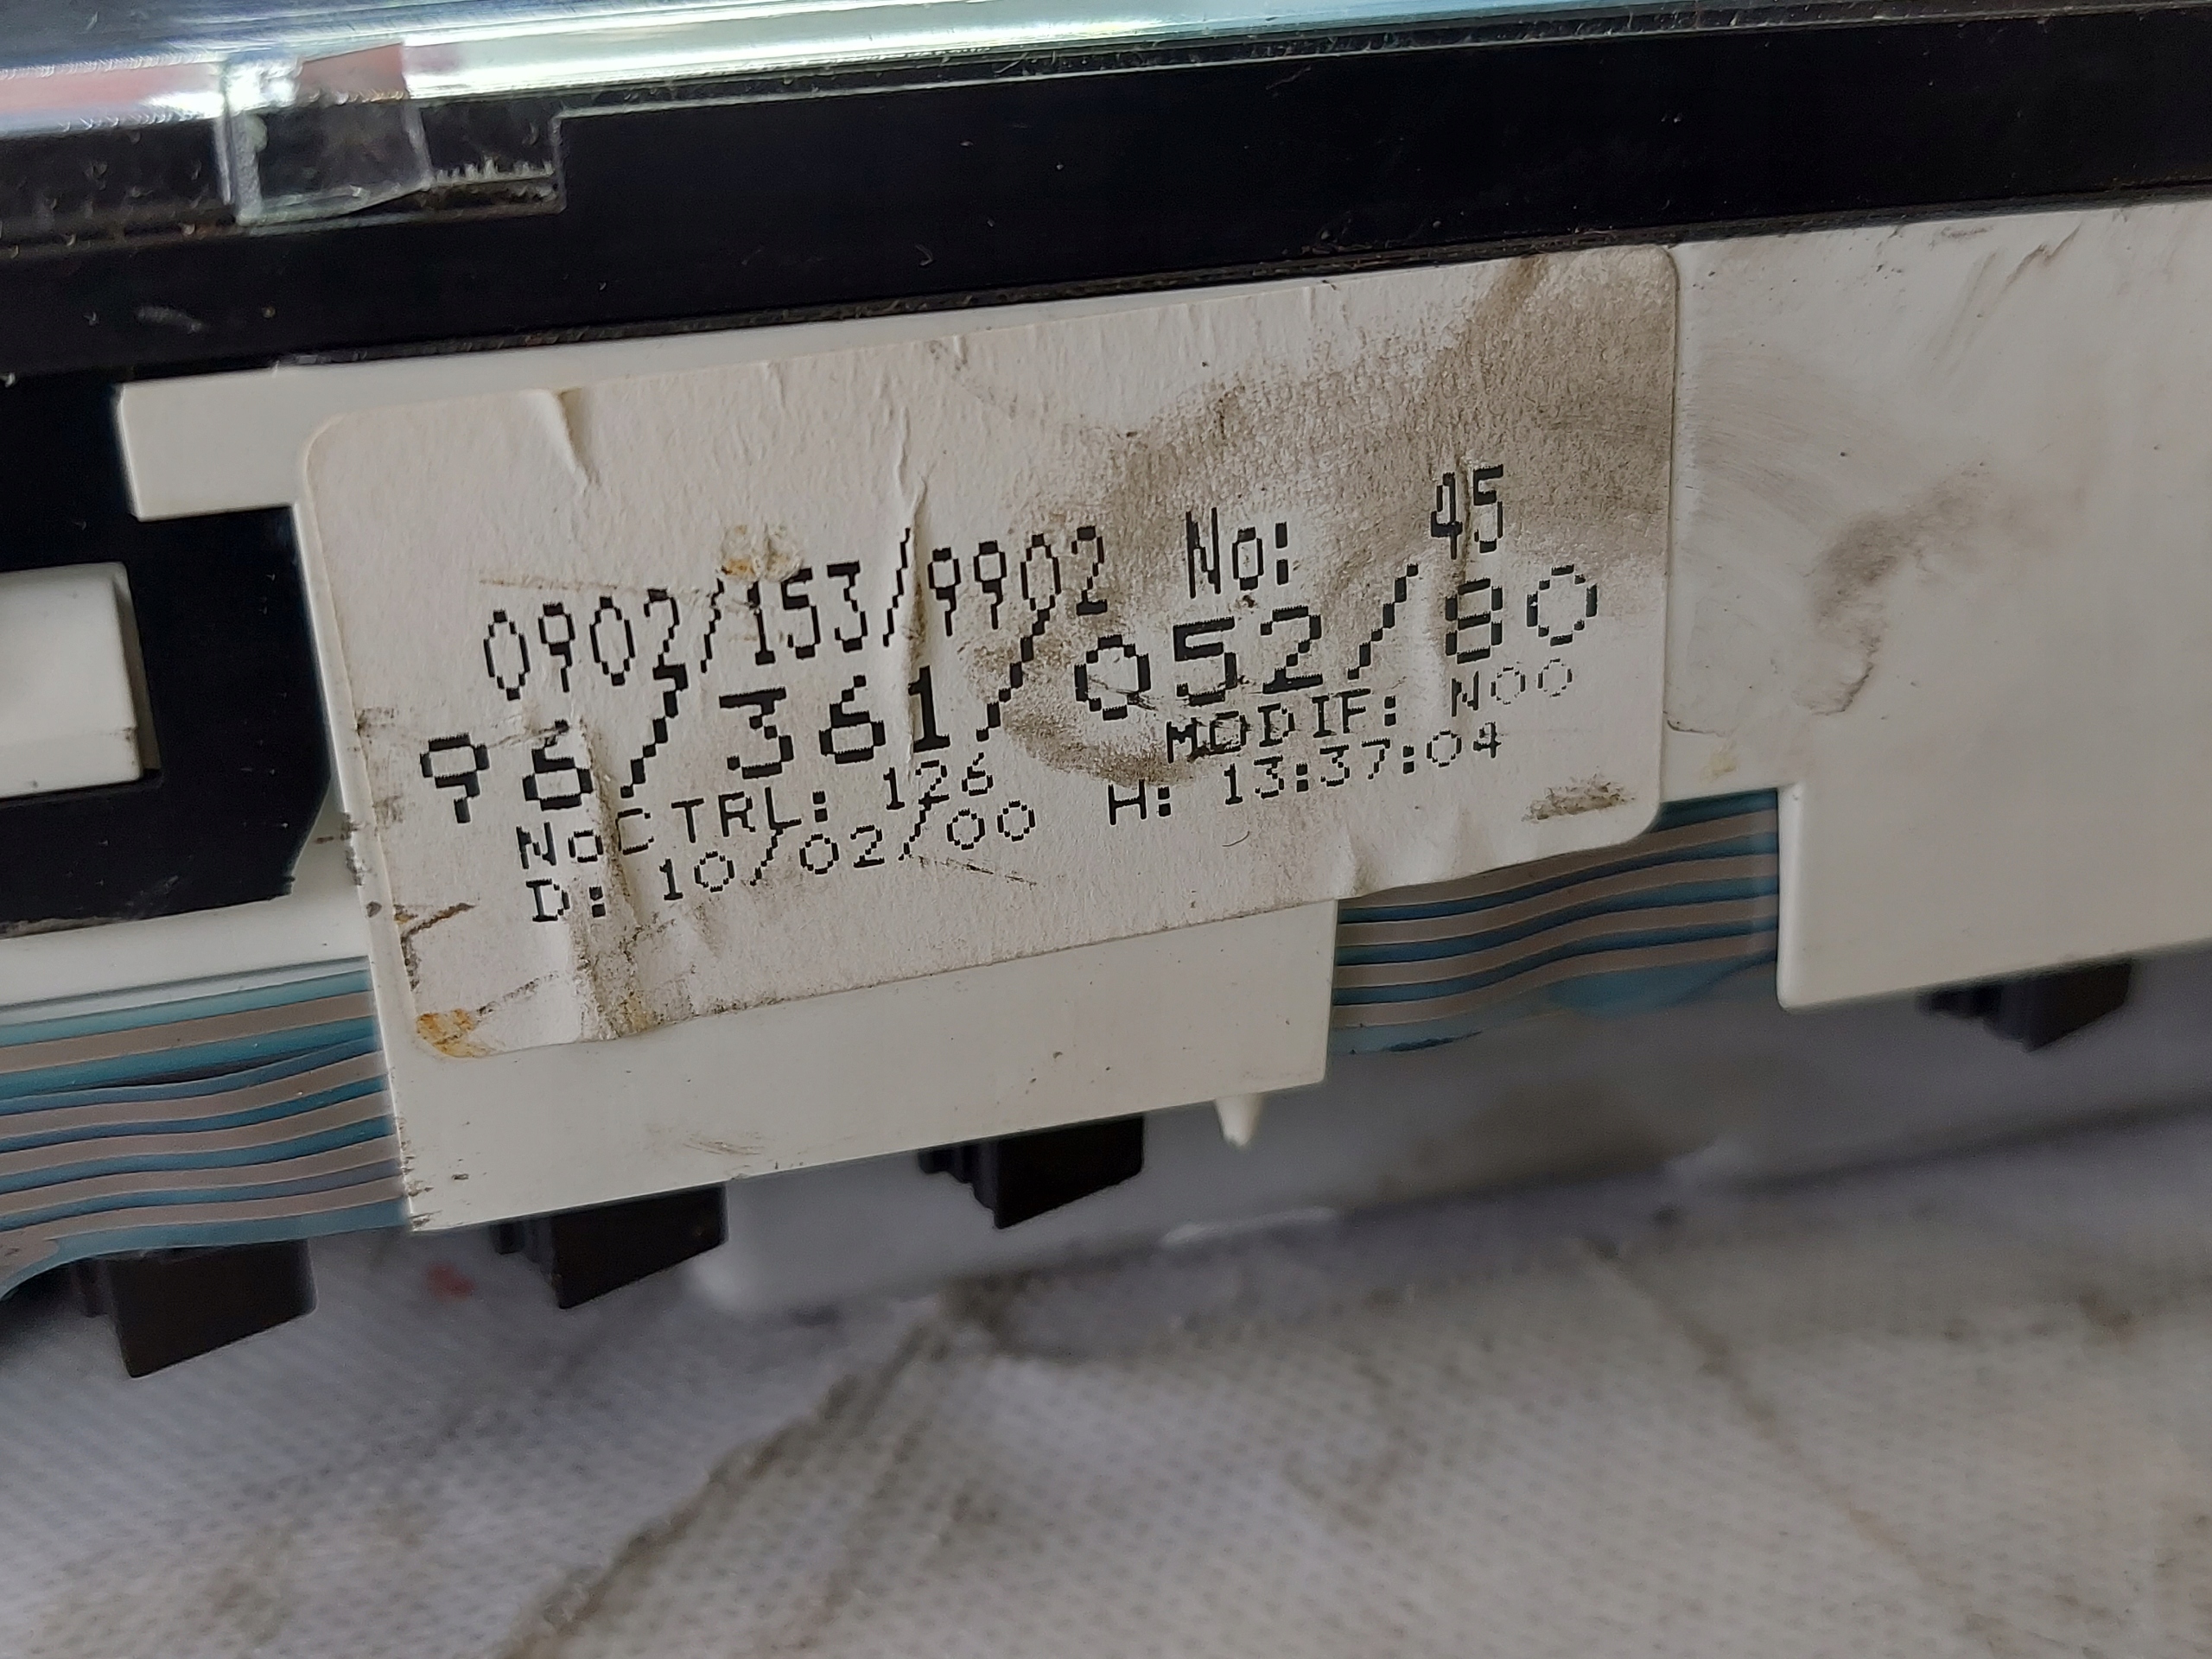 0902/153/9902 No: 45
96/361/052/80
NoCTRL: 126 MODIF: N00
D: 10/02/00 H: 13:37:04